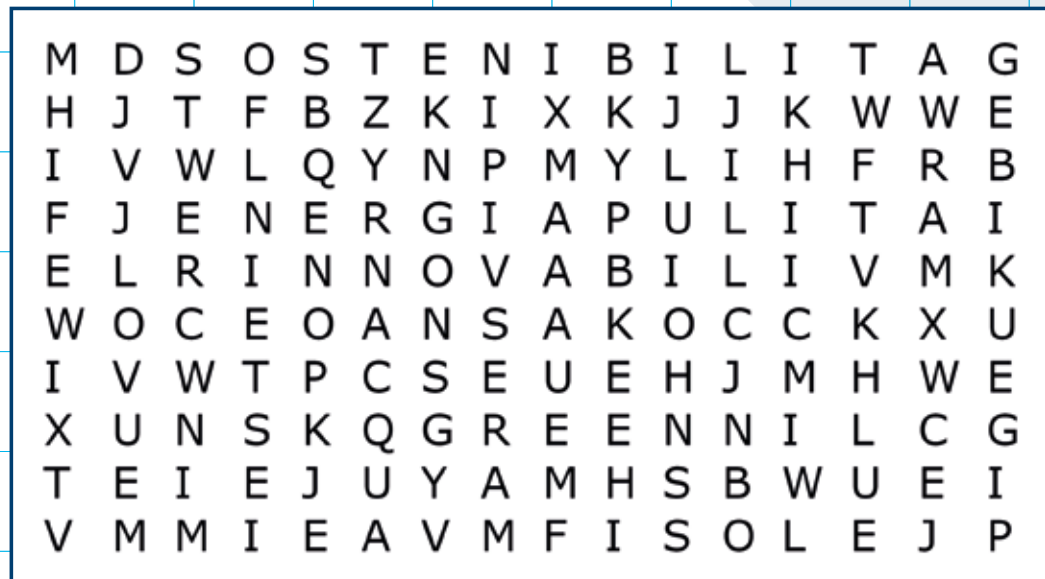 M D S O S T E N I B I L I T A G
H J T F B Z K I X K J J K W W E
I V W L Q Y N P M Y L I H F R B
F J E N E R G I A P U L I T A I
E L R I N N O V A B I L I V M K
W O C E O A N S A K O C C K X U
I V W T P C S E U E H J M H W E
X U N S K Q G R E E N N I L C G
T E I E J U Y A M H S B W U E I
V M M I E A V M F I S O L E J P